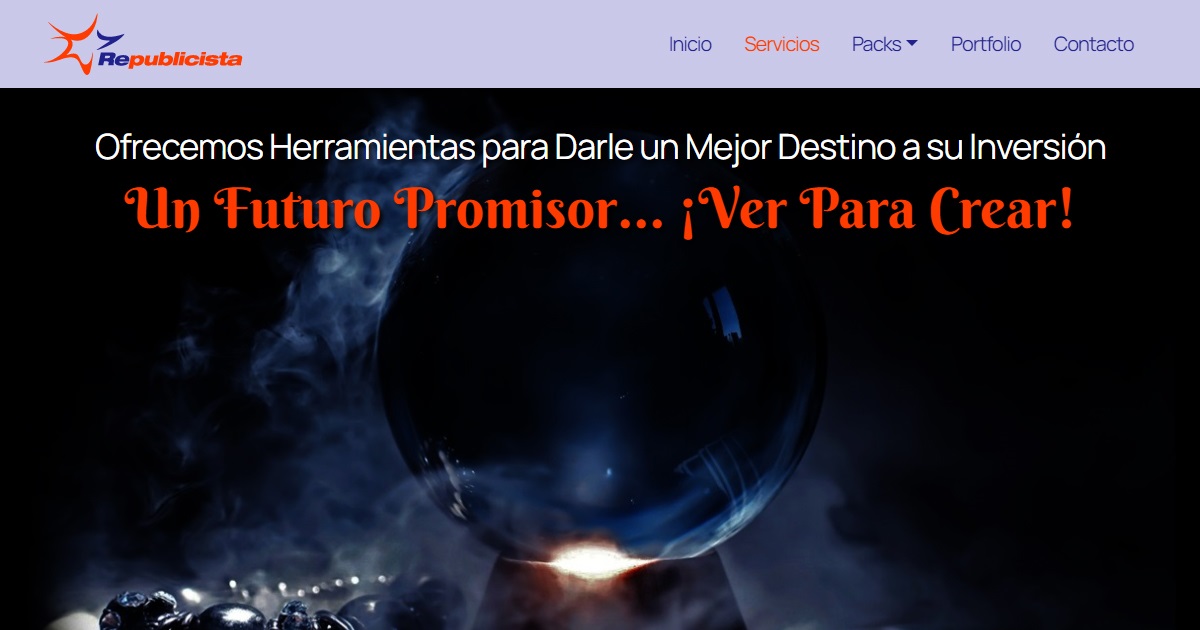 Republicista
Inicio Servicios Packs Portfolio Contacto
Ofrecemos Herramientas para Darle un Mejor Destino a su Inversión
Un Futuro Promisor... ¡Ver Para Crear!